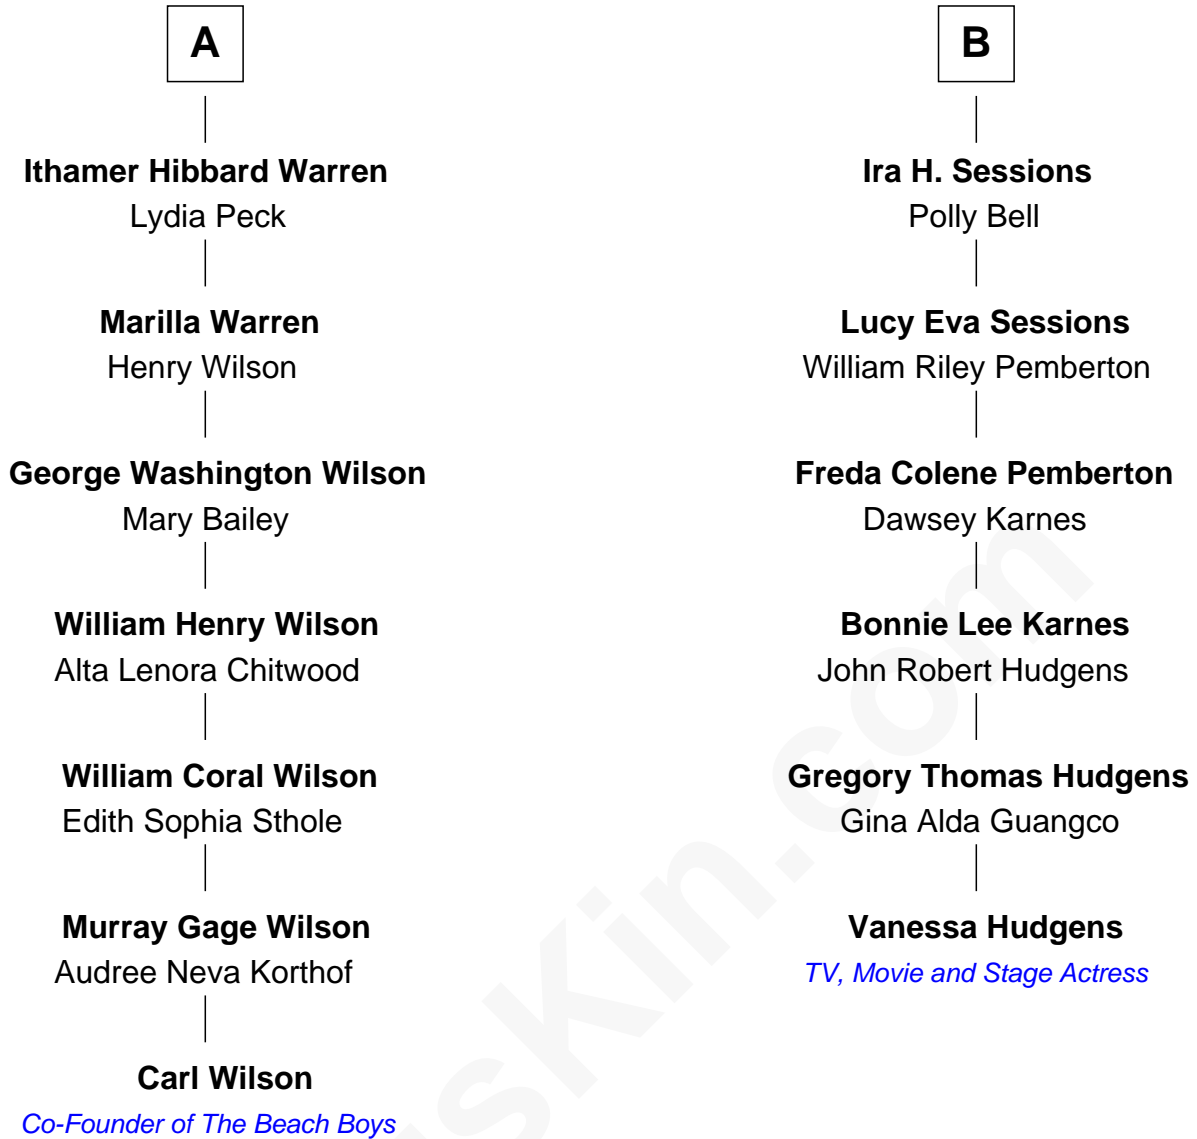 A
Ithamer Hibbard Warren
Lydia Peck
Marilla Warren
Henry Wilson
George Washington Wilson
Mary Bailey
William Henry Wilson
Alta Lenora Chitwood
William Coral Wilson
Edith Sophia Sthole
Murray Gage Wilson
Audree Neva Korthof
Carl Wilson
Co-Founder of The Beach Boys
B
Ira H. Sessions
Polly Bell
Lucy Eva Sessions
William Riley Pemberton
Freda Colene Pemberton
Dawsey Karnes
Bonnie Lee Karnes
John Robert Hudgens
Gregory Thomas Hudgens
Gina Alda Guangco
Vanessa Hudgens
TV, Movie and Stage Actress
usKin.com